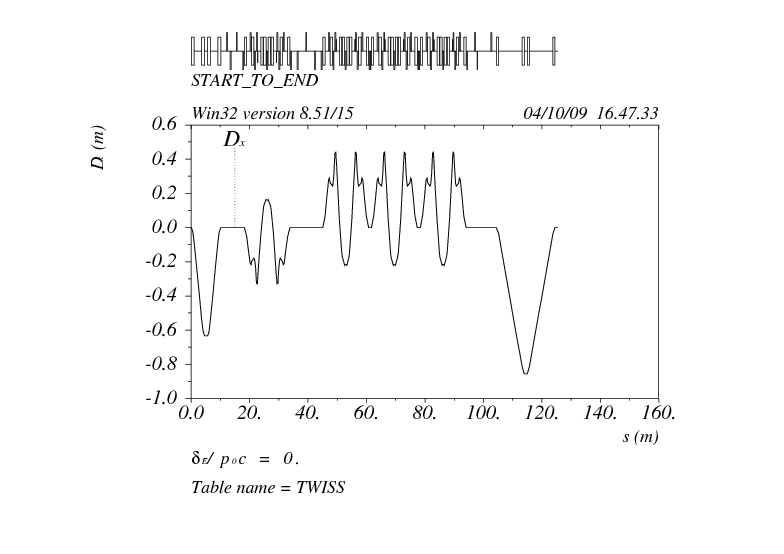 START_TO_END
Win32 version 8.51/15 04/10/09 16.47.33
D (m)
0.6
0.4
0.2
0.0
-0.2
-0.4
-0.6
-0.8
-1.0
Dx
0.0 20. 40. 60. 80. 100. 120. 140. 160.
s (m)
δE/ p0c = 0.
Table name = TWISS